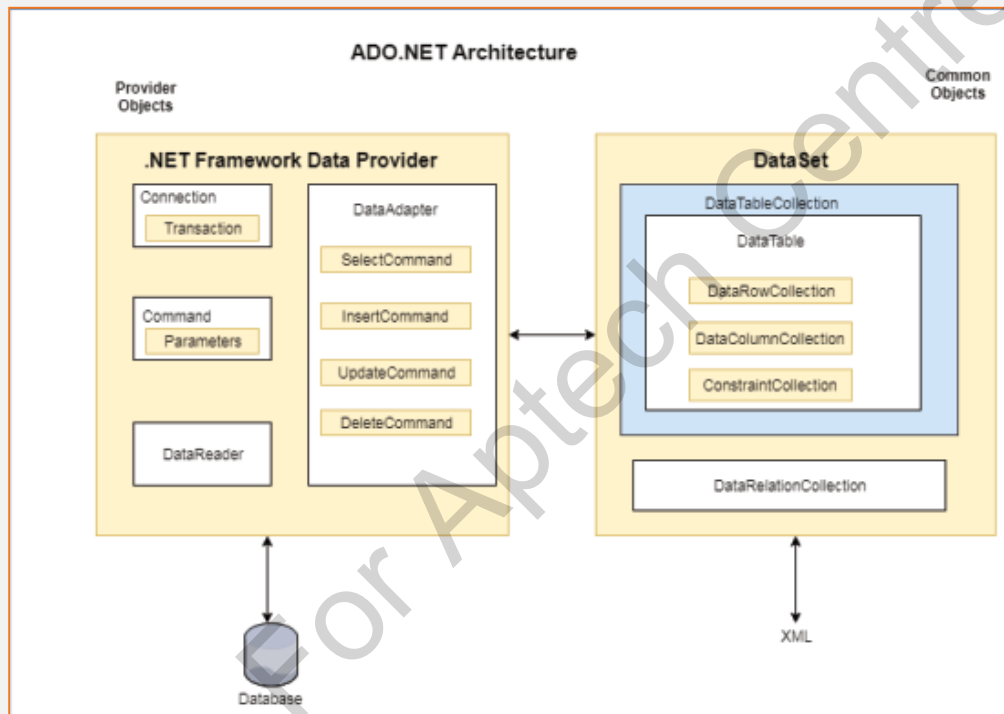 ADO.NET Architecture
Provider
Objects
Common
Objects
.NET Framework Data Provider
Connection
Transaction
Command
Parameters
DataReader
DataAdapter
SelectCommand
InsertCommand
UpdateCommand
DeleteCommand
DataSet
DataTableCollection
DataTable
DataRowCollection
DataColumnCollection
ConstraintCollection
DataRelationCollection
Database
XML
For Aptech Centre